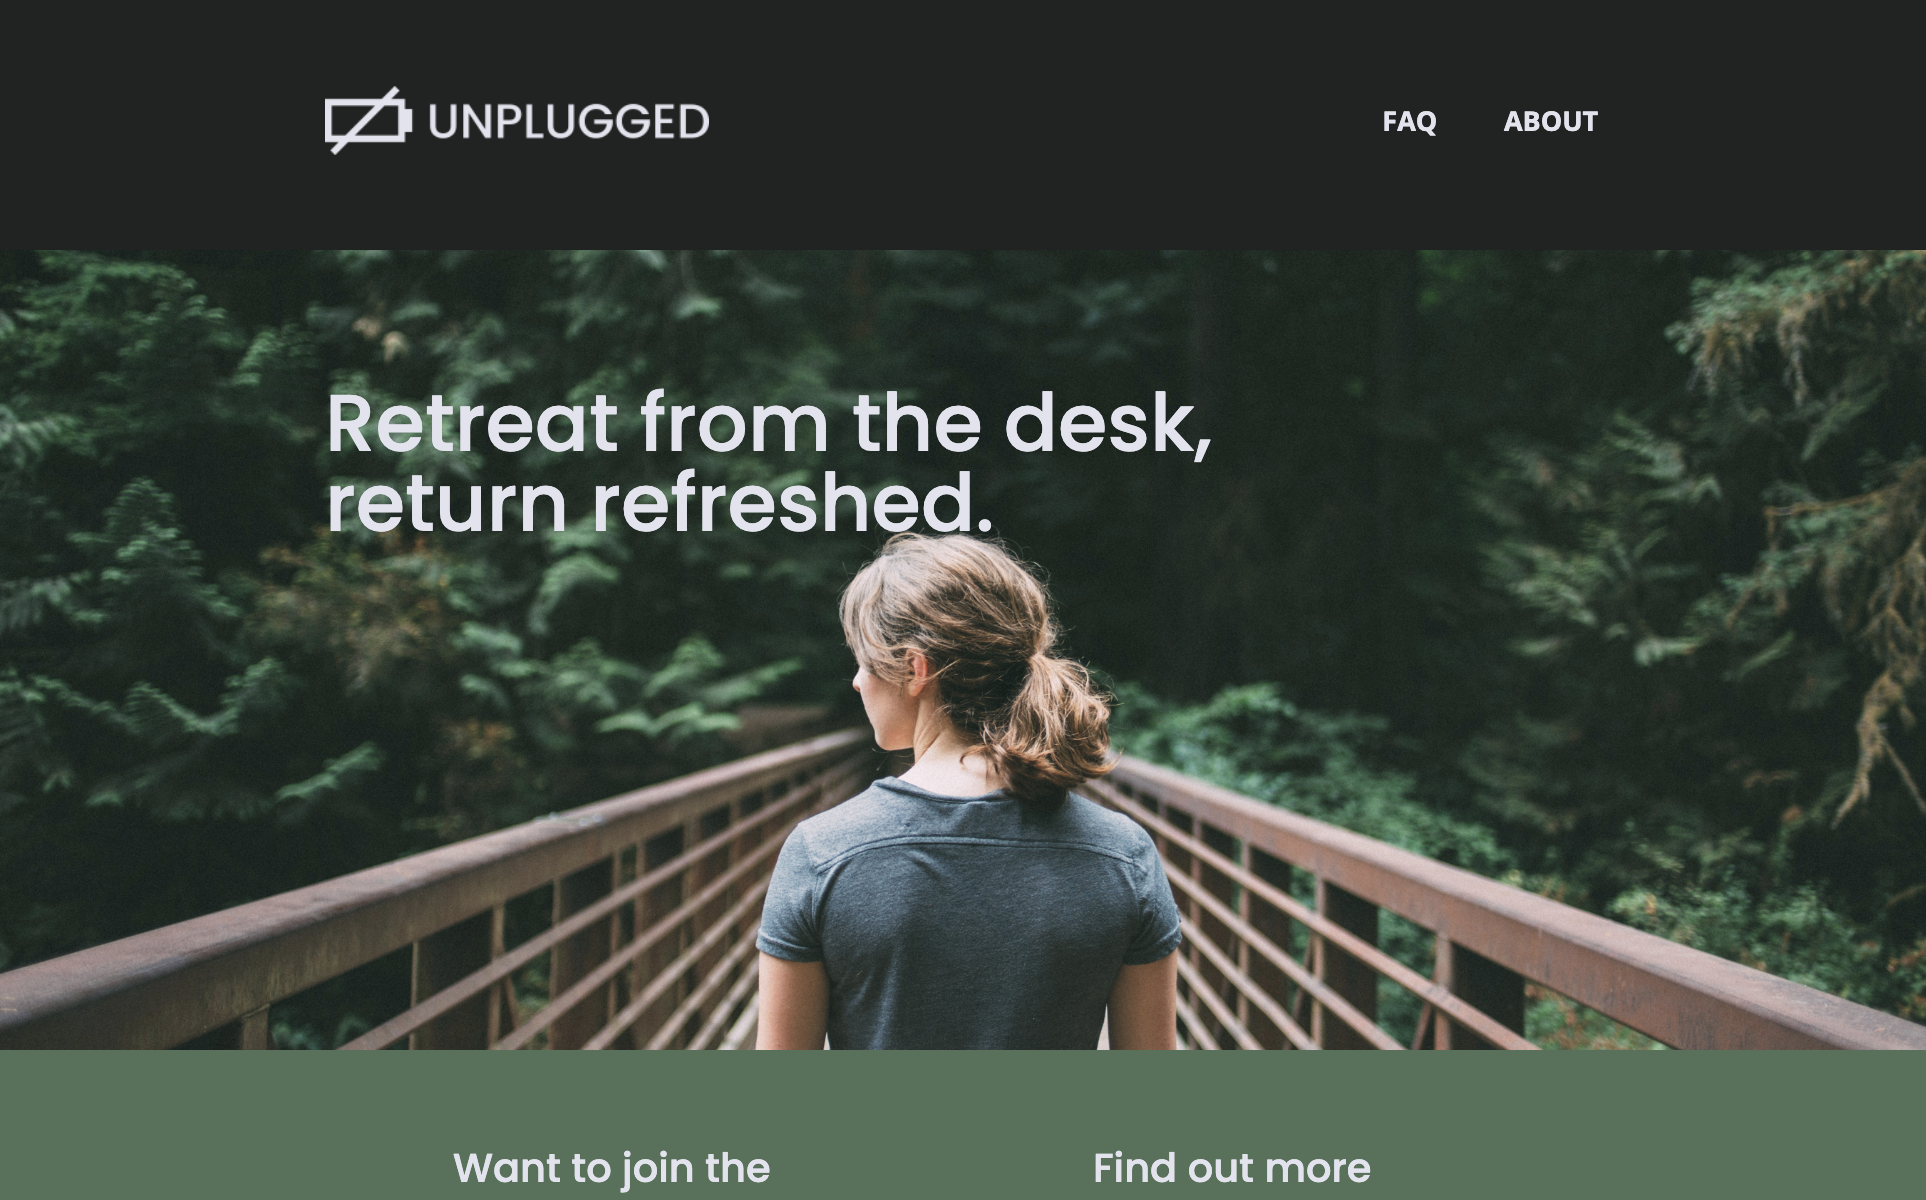 UNPLUGGED
FAQ
ABOUT
Retreat from the desk,
return refreshed.
Want to join the
Find out more